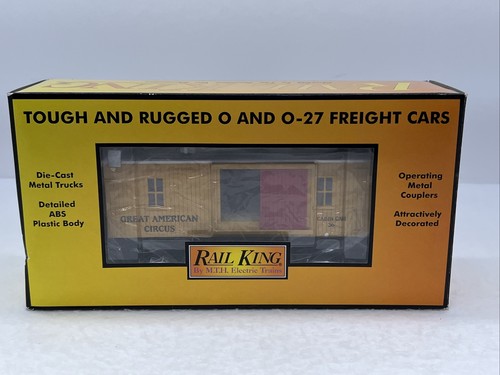 TOUGH AND RUGGED O AND O-27 FREIGHT CARS
Die-Cast
Metal Trucks
Detailed
ABS
Plastic Body
Operating
Metal
Couplers
Attractively
Decorated
GREAT AMERICAN
CIRCUS
RAIL KING
By M.T.H. Electric Trains